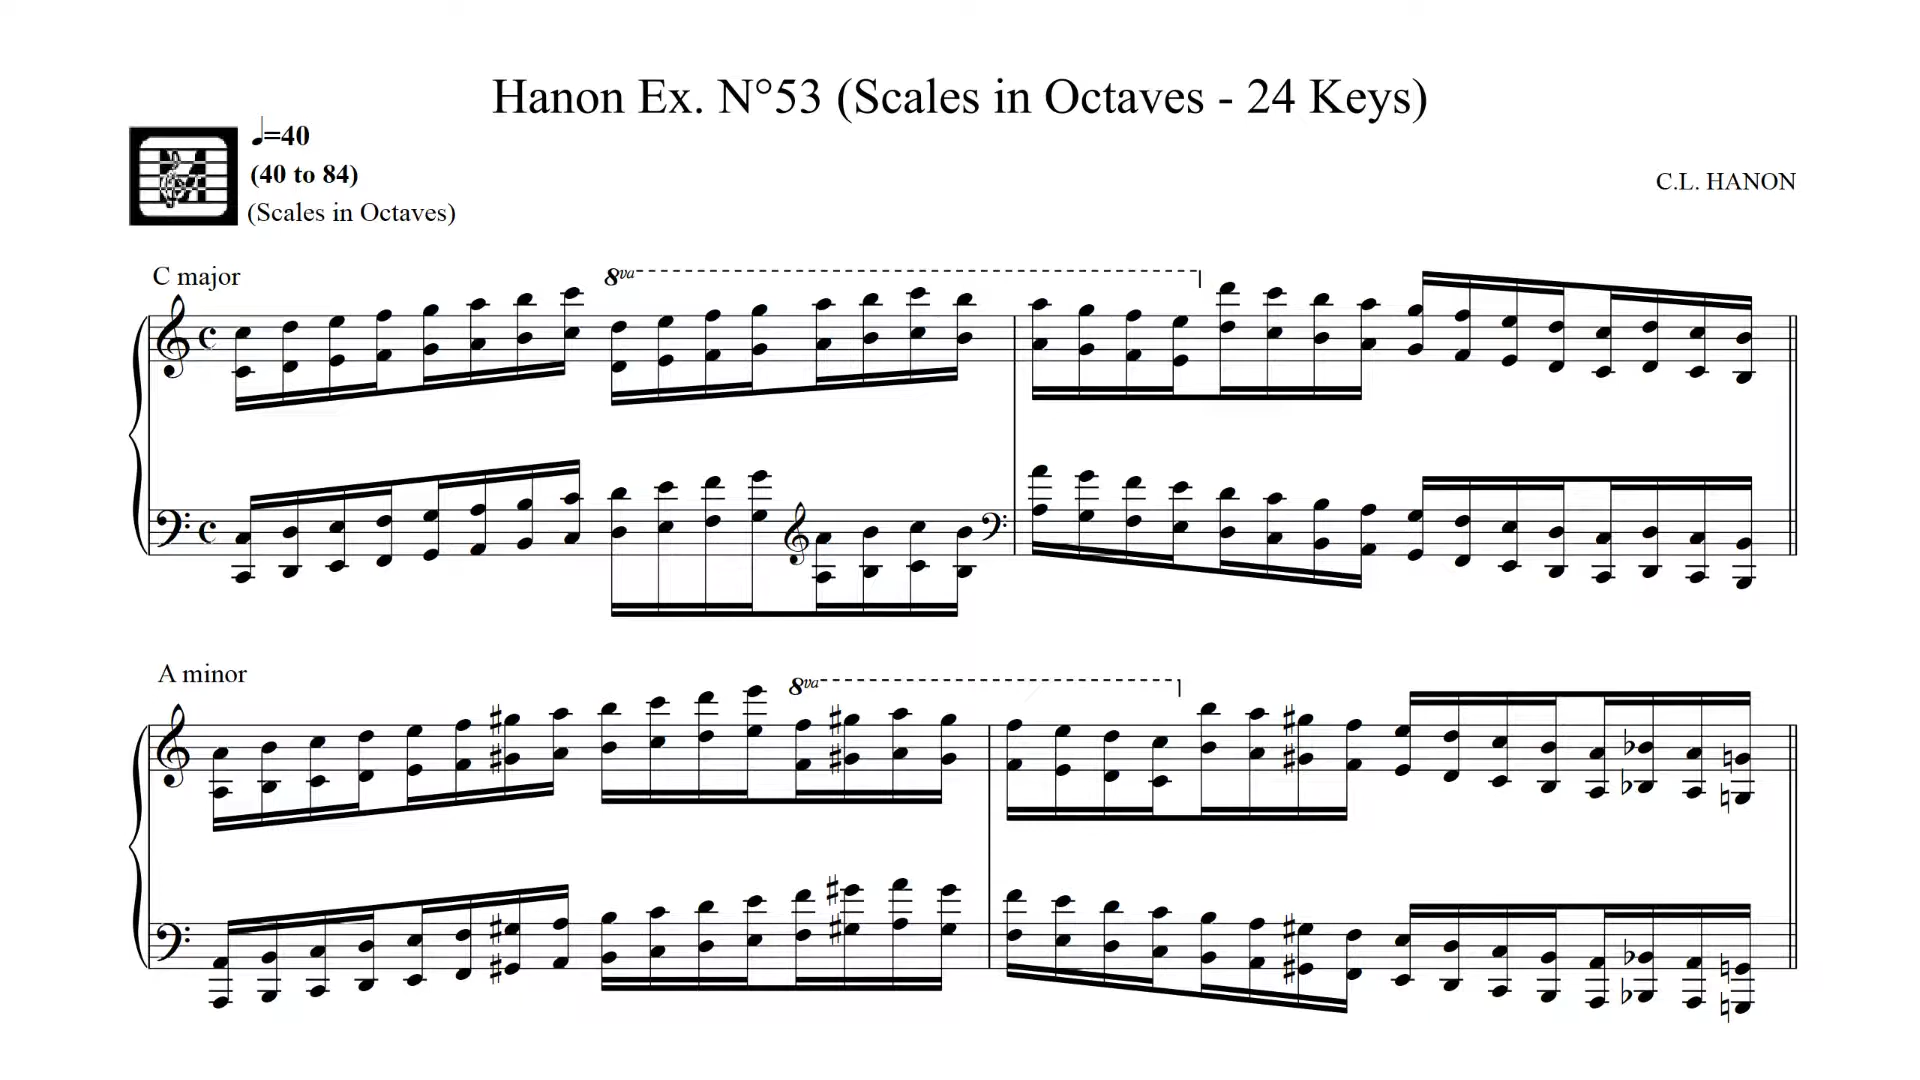 Hanon Ex. N°53 (Scales in Octaves - 24 Keys)
♩=40
(40 to 84)
C.L. HANON
(Scales in Octaves)
C major
8va
A minor
8va